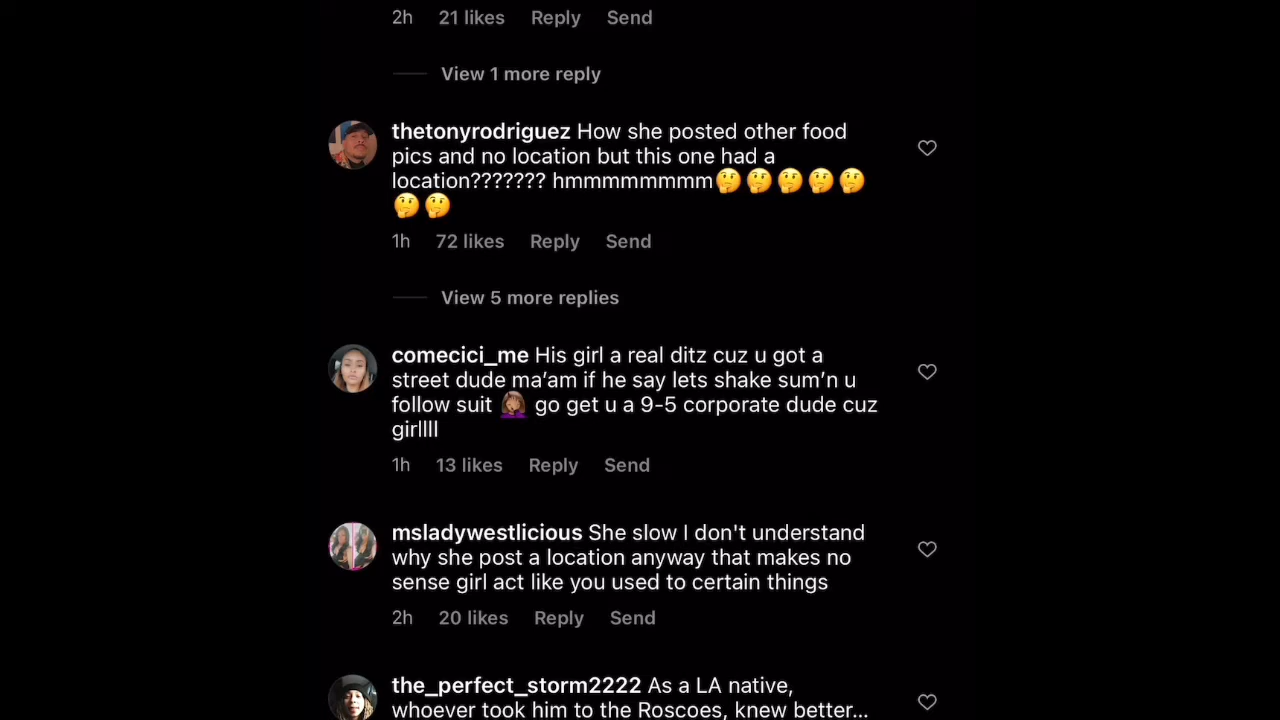 2h 21 likes Reply Send
View 1 more reply
thetonyrodriguez How she posted other food
pics and no location but this one had a
location??????? hmmmmmmmm🤔🤔🤔🤔🤔
🤔🤔
1h 72 likes Reply Send
View 5 more replies
comecici_me His girl a real ditz cuz u got a
street dude ma’am if he say lets shake sum’n u
follow suit 🤦🏽‍♀️ go get u a 9-5 corporate dude cuz
girllll
1h 13 likes Reply Send
msladywestlicious She slow I don't understand
why she post a location anyway that makes no
sense girl act like you used to certain things
2h 20 likes Reply Send
the_perfect_storm2222 As a LA native,
whoever took him to the Roscoes, knew better...